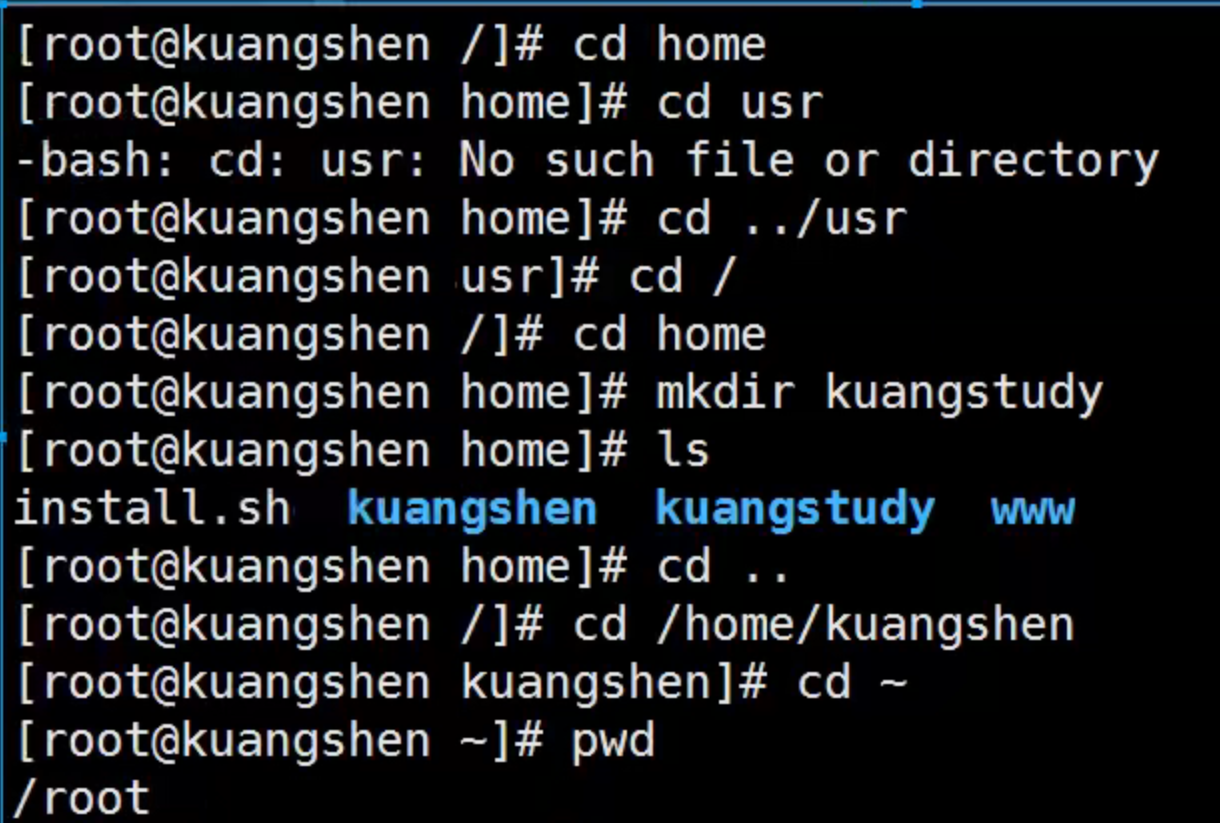 [root@kuangshen /]# cd home
[root@kuangshen home]# cd usr
-bash: cd: usr: No such file or directory
[root@kuangshen home]# cd ../usr
[root@kuangshen usr]# cd /
[root@kuangshen /]# cd home
[root@kuangshen home]# mkdir kuangstudy
[root@kuangshen home]# ls
install.sh  kuangshen  kuangstudy  www
[root@kuangshen home]# cd ..
[root@kuangshen /]# cd /home/kuangshen
[root@kuangshen kuangshen]# cd ~
[root@kuangshen ~]# pwd
/root